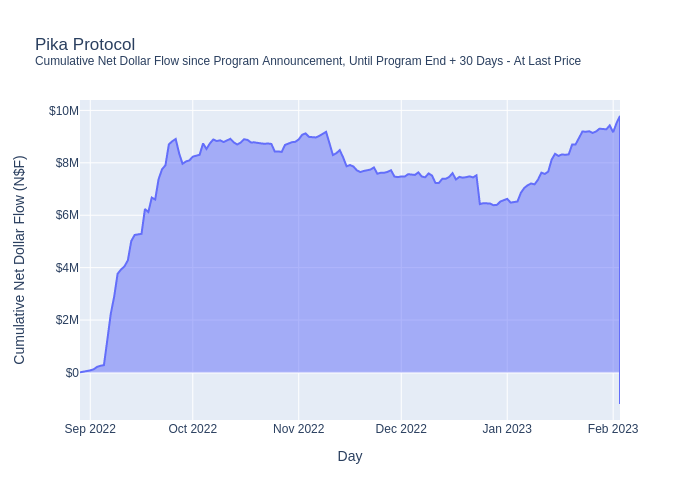 Pika Protocol
Cumulative Net Dollar Flow since Program Announcement, Until Program End + 30 Days - At Last Price
$10M
$8M
$6M
$4M
$2M
$0
Cumulative Net Dollar Flow (N$F)
Sep 2022
Oct 2022
Nov 2022
Dec 2022
Jan 2023
Feb 2023
Day